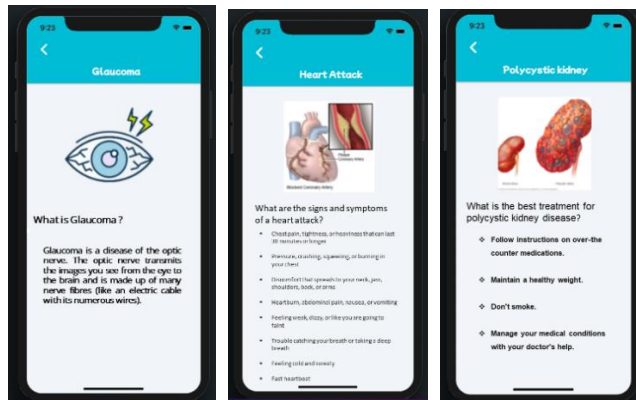 9:23
Glaucoma
What is Glaucoma ?
Glaucoma is a disease of the optic
nerve. The optic nerve transmits
the images you see from the eye to
the brain and is made up of many
nerve fibres (like an electric cable
with its numerous wires).
9:23
Heart Attack
Blocked Coronary Artery
What are the signs and symptoms
of a heart attack?
• Chest pain, tightness, or heaviness that can last
30 minutes or longer
• Pressure, crushing, squeezing, or burning in
your chest
• Discomfort that spreads to your neck, jaw,
shoulders, back, or arms
• Heartburn, abdominal pain, nausea, or vomiting
• Feeling weak, dizzy, or like you are going to
faint
• Trouble catching your breath or taking a deep
breath
• Feeling cold and sweaty
• Fast heartbeat
9:23
Polycystic kidney
What is the best treatment for
polycystic kidney disease?
❖ Follow instructions on over-the
counter medications.
❖ Maintain a healthy weight.
❖ Don't smoke.
❖ Manage your medical conditions
with your doctor's help.